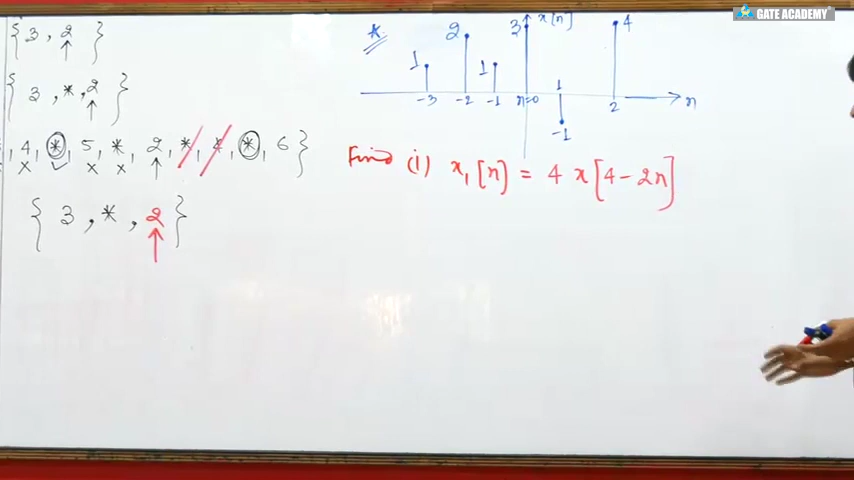 GATE ACADEMY
{3, 2}
↑
{3, *, 2}
↑
, 4, *, 5, *, 2, *, *, *, 6}
x ✓ x x ↑
{3, *, 2}
↑
*
x[n]
1 2 1 3 1 4
-3 -2 -1 n=0 2 n
-1
Find (i) x₁[n] = 4 x[4-2n]